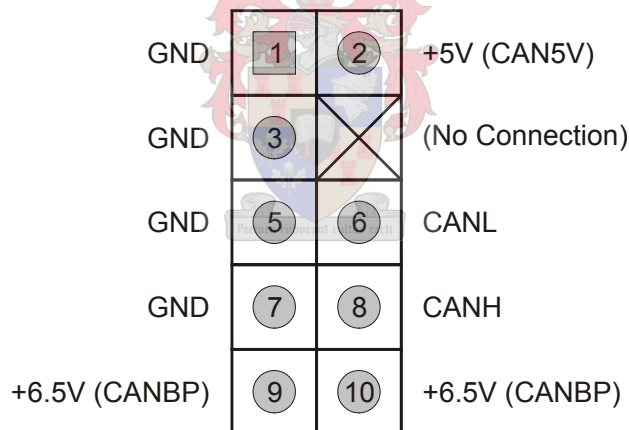 GND 1 2 +5V (CAN5V)
GND 3 (No Connection)
GND 5 6 CANL
GND 7 8 CANH
+6.5V (CANBP) 9 10 +6.5V (CANBP)